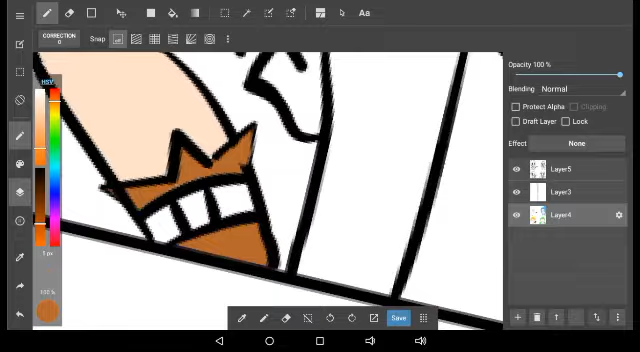 Aa
CORRECTION
0
Snap
off
HSV
1 px
100 %
Opacity 100 %
Blending Normal
Protect Alpha Clipping
Draft Layer Lock
Effect None
Layer5
Layer3
Layer4
Save